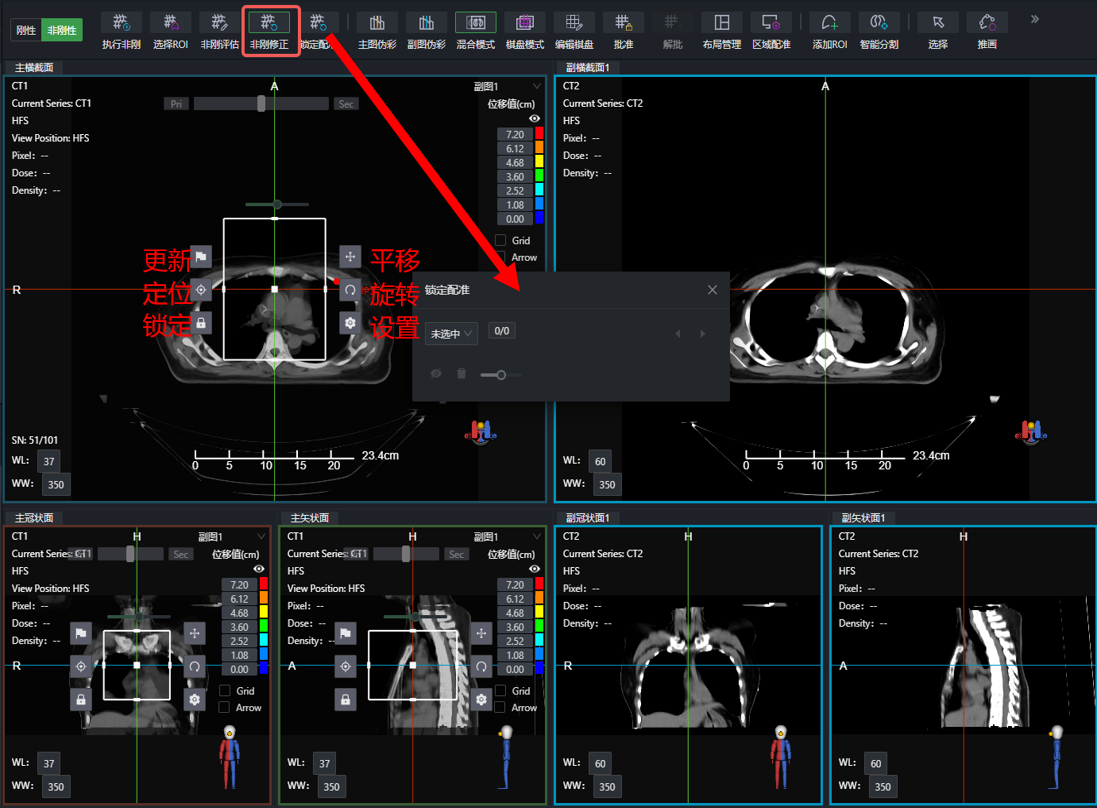 刚性 非刚性 执行非刚 选择ROI 非刚评估 非刚修正 锁定配准 主图伪彩 副图伪彩 混合模式 棋盘模式 编辑棋盘 批准 解批 布局管理 区域配准 添加ROI 智能分割 选择 推画
主横截面
副横截面1
CT1
副图1
Current Series: CT1
Pri
Sec
位移值(cm)
HFS
A
View Position: HFS
Pixel: --
Dose: --
Density: --
7.20
6.12
4.68
3.60
2.52
1.08
0.00
Grid
Arrow
更新
定位
锁定
平移
旋转
设置
R
SN: 51/101
WL: 37
WW: 350
0 5 10 15 20 23.4cm
锁定配准
未选中
0/0
CT2
Current Series: CT2
HFS
A
Pixel: --
Dose: --
Density: --
WL: 60
WW: 350
0 5 10 15 20 23.4cm
主冠状面
CT1
H
副图1
Current Series: CT1
Sec
位移值(cm)
HFS
View Position: HFS
Pixel: --
Dose: --
Density: --
7.20
6.12
4.68
3.60
2.52
1.08
0.00
Grid
Arrow
R
WL: 37
WW: 350
主矢状面
CT1
H
副图1
Current Series: CT1
Sec
位移值(cm)
HFS
View Position: HFS
Pixel: --
Dose: --
Density: --
7.20
6.12
4.68
3.60
2.52
1.08
0.00
Grid
Arrow
A
WL: 37
WW: 350
副冠状面1
CT2
H
Current Series: CT2
HFS
Pixel: --
Dose: --
Density: --
R
WL: 60
WW: 350
副矢状面1
CT2
H
Current Series: CT2
HFS
Pixel: --
Dose: --
Density: --
A
WL: 60
WW: 350